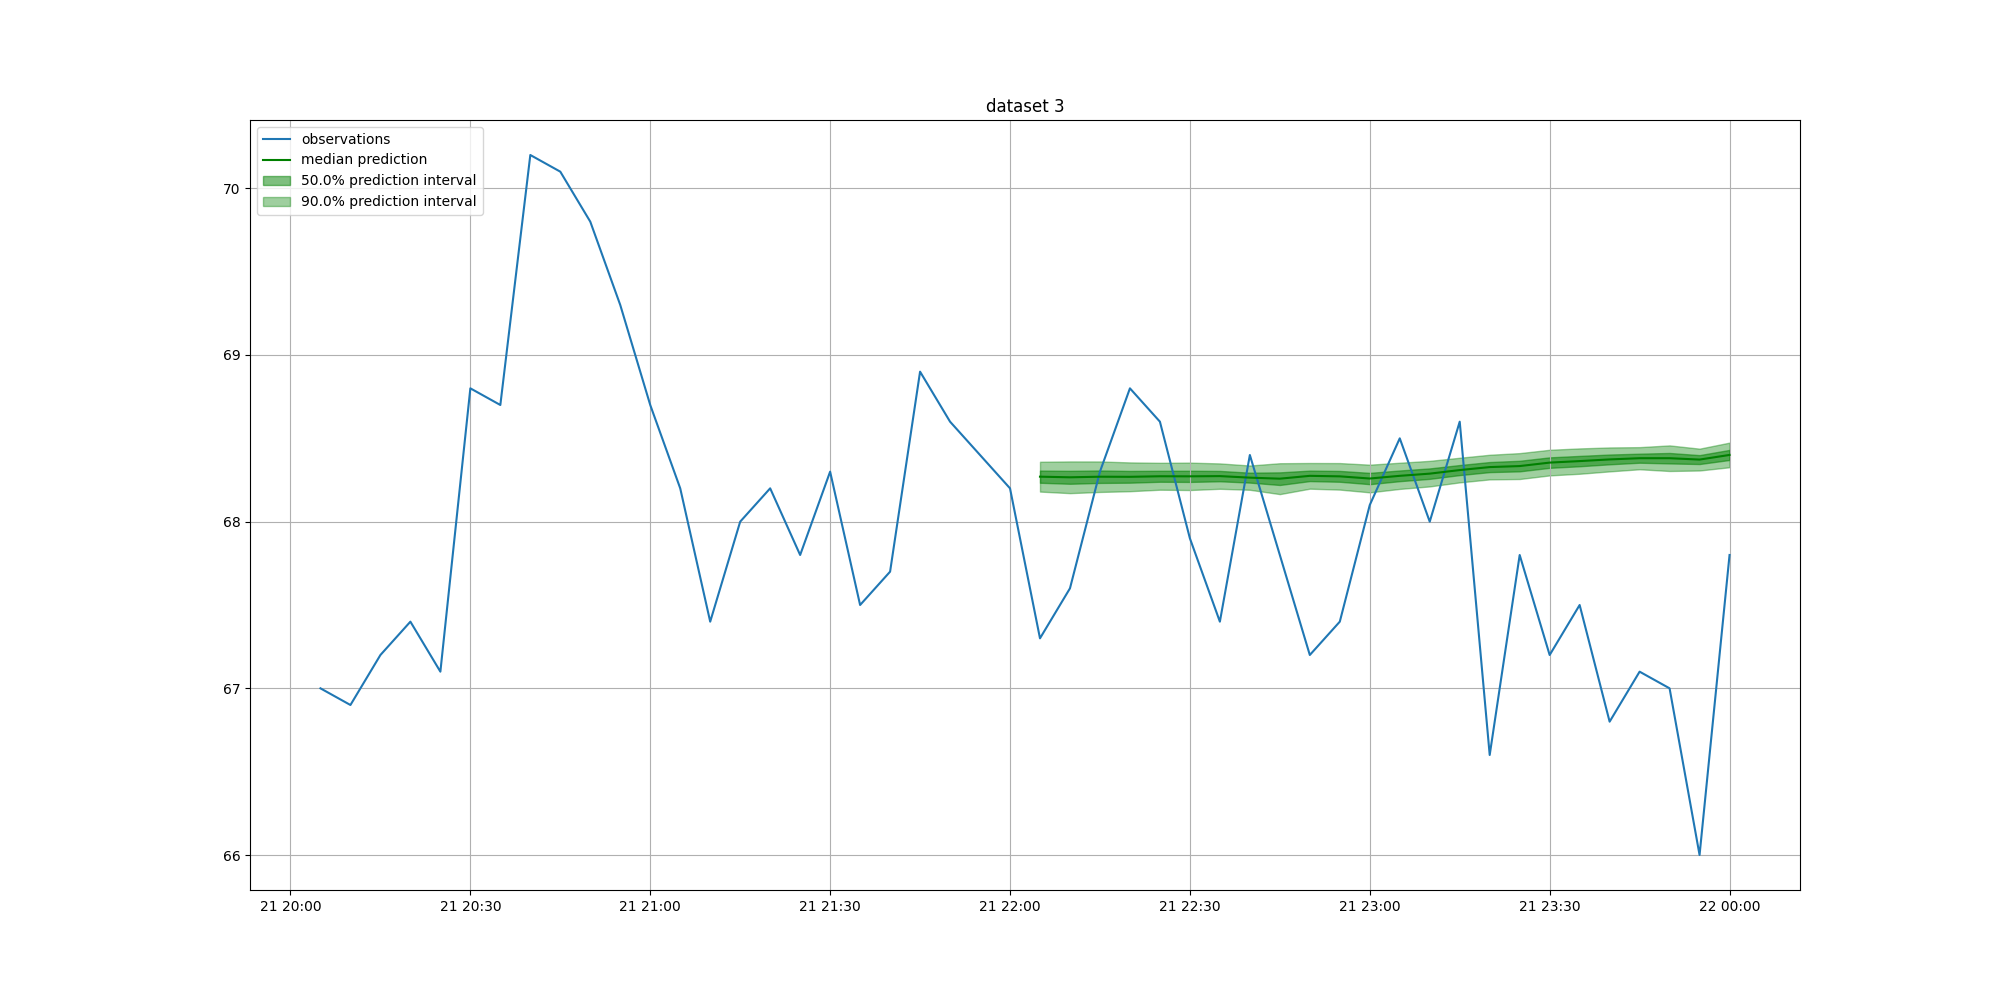 dataset 3
observations
median prediction
50.0% prediction interval
90.0% prediction interval
70
69
68
67
66
21 20:00
21 20:30
21 21:00
21 21:30
21 22:00
21 22:30
21 23:00
21 23:30
22 00:00